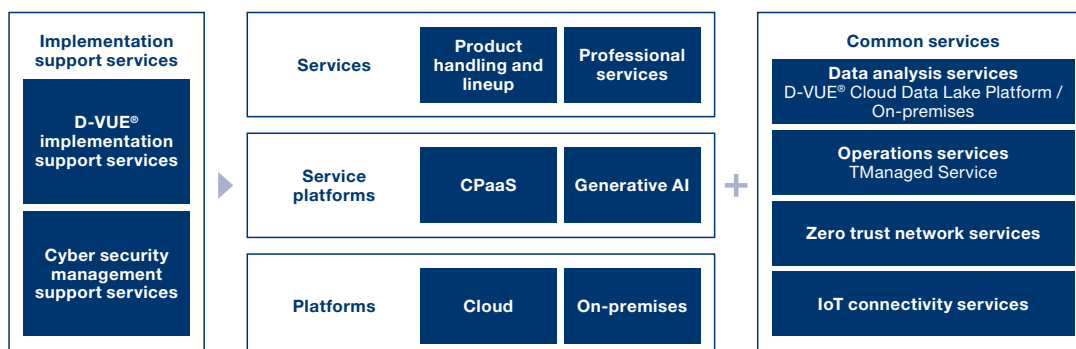 Implementation
support services
D-VUE®
implementation
support services
Cyber security
management
support services
Services
Product
handling and
lineup
Professional
services
Service
platforms
CPaaS
Generative AI
Platforms
Cloud
On-premises
+
Common services
Data analysis services
D-VUE® Cloud Data Lake Platform /
On-premises
Operations services
TManaged Service
Zero trust network services
IoT connectivity services